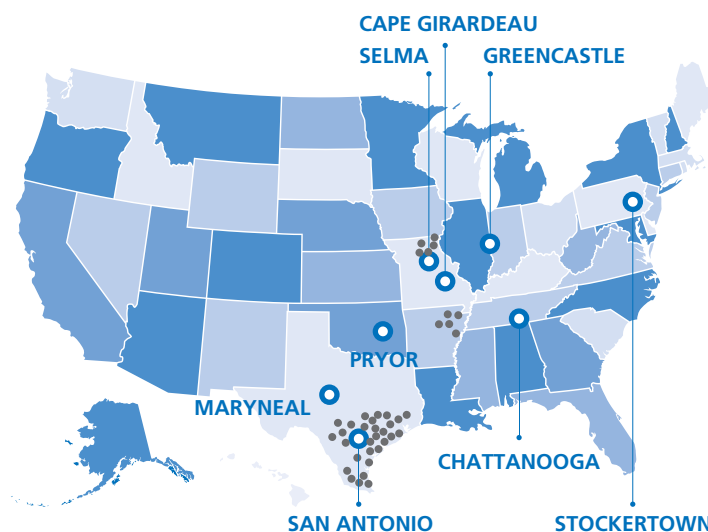 CAPE GIRARDEAU
SELMA
GREENCASTLE
PRYOR
MARYNEAL
CHATTANOOGA
SAN ANTONIO
STOCKERTOWN